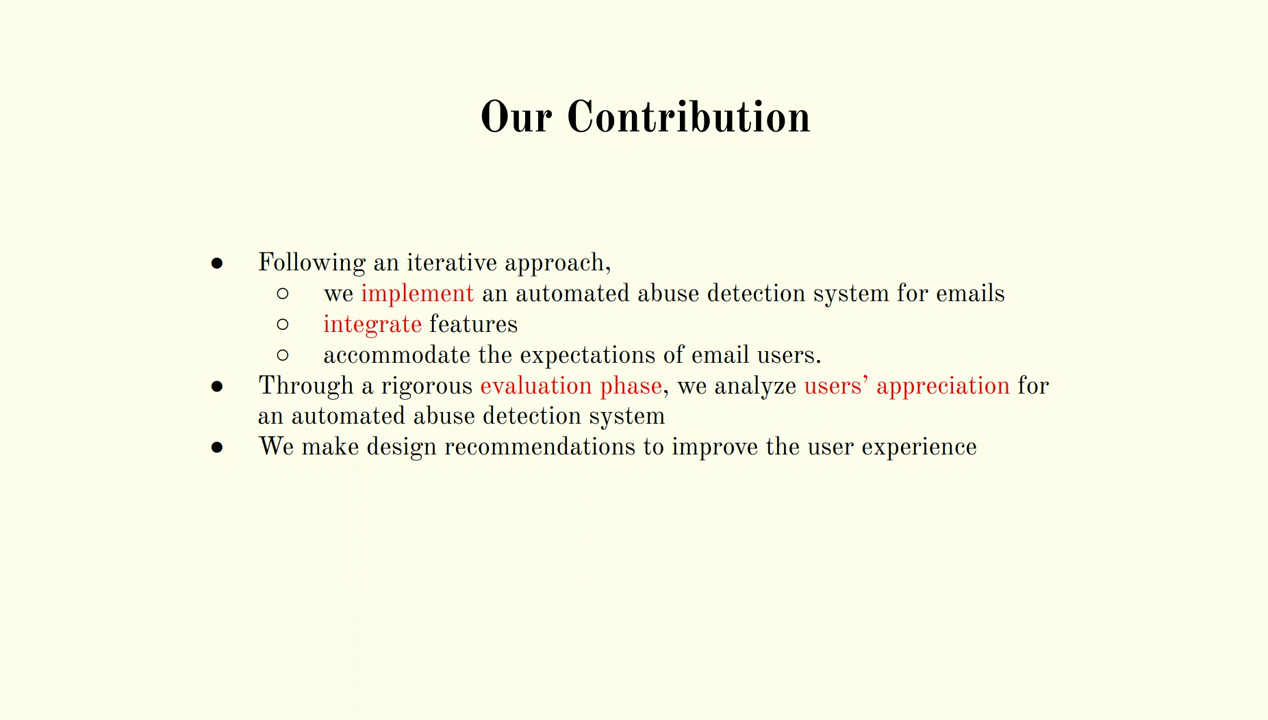 Our Contribution
● Following an iterative approach,
○ we implement an automated abuse detection system for emails
○ integrate features
○ accommodate the expectations of email users.
● Through a rigorous evaluation phase, we analyze users’ appreciation for
an automated abuse detection system
● We make design recommendations to improve the user experience